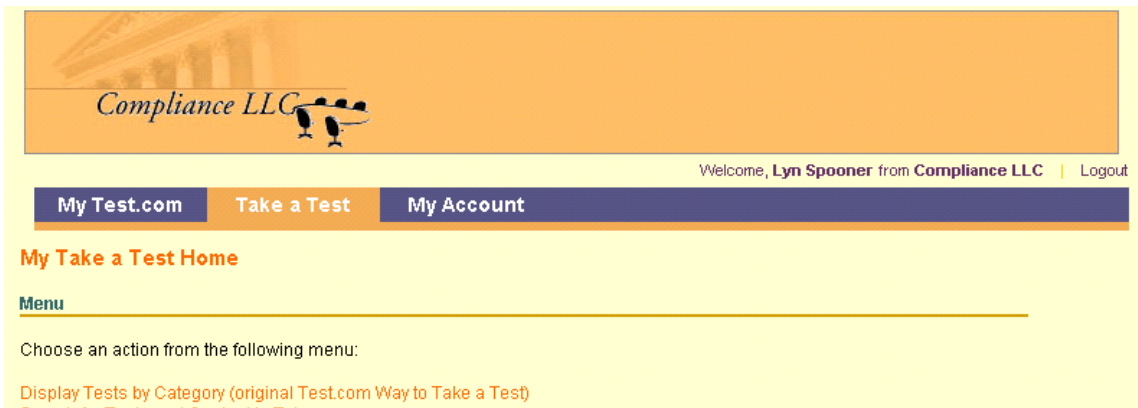 Compliance LLC
Welcome, Lyn Spooner from Compliance LLC | Logout
My Test.com Take a Test My Account
My Take a Test Home
Menu
Choose an action from the following menu:
Display Tests by Category (original Test.com Way to Take a Test)